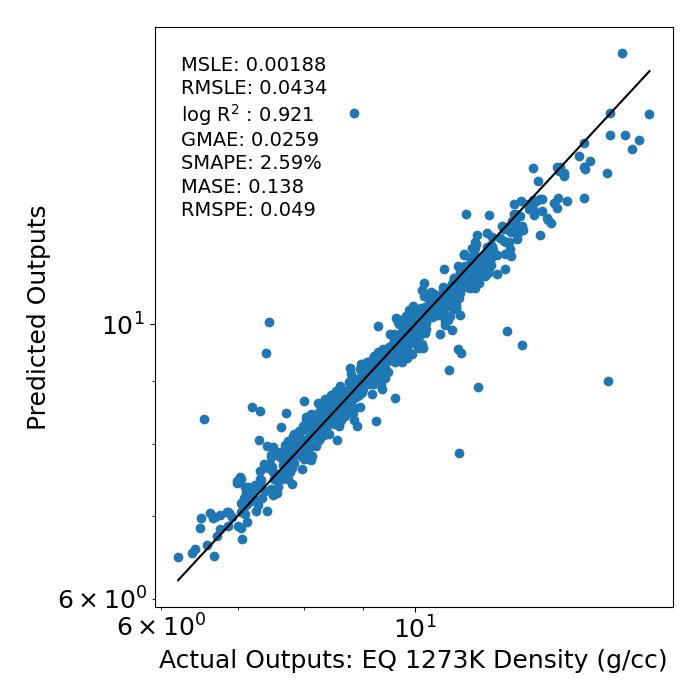 MSLE: 0.00188
RMSLE: 0.0434
log R² : 0.921
GMAE: 0.0259
SMAPE: 2.59%
MASE: 0.138
RMSPE: 0.049
Predicted Outputs
10¹
6 × 10⁰
6 × 10⁰
10¹
Actual Outputs: EQ 1273K Density (g/cc)